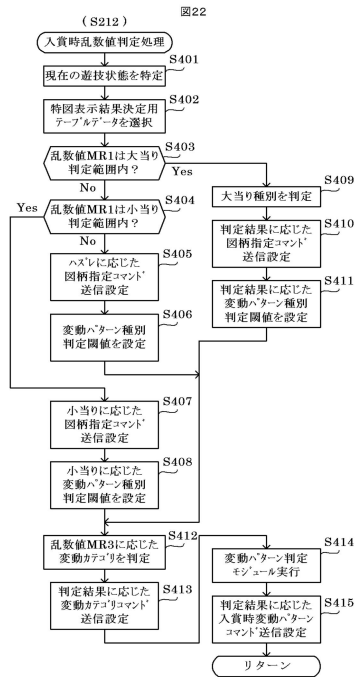 図22
(S212)
入賞時乱数値判定処理
S401
現在の遊技状態を特定
S402
特図表示結果決定用
テーブルデータを選択
S403
乱数値MR1は大当り
判定範囲内?
Yes
No
S404
乱数値MR1は小当り
判定範囲内?
Yes
No
S405
ハズレに応じた
図柄指定コマンド
送信設定
S406
変動パターン種別
判定閾値を設定
S409
大当り種別を判定
S410
判定結果に応じた
図柄指定コマンド
送信設定
S411
判定結果に応じた
変動パターン種別
判定閾値を設定
S407
小当りに応じた
図柄指定コマンド
送信設定
S408
小当りに応じた
変動パターン種別
判定閾値を設定
S412
乱数値MR3に応じた
変動カテゴリを判定
S413
判定結果に応じた
変動カテゴリコマンド
送信設定
S414
変動パターン判定
モジュール実行
S415
判定結果に応じた
入賞時変動パターン
コマンド送信設定
リターン